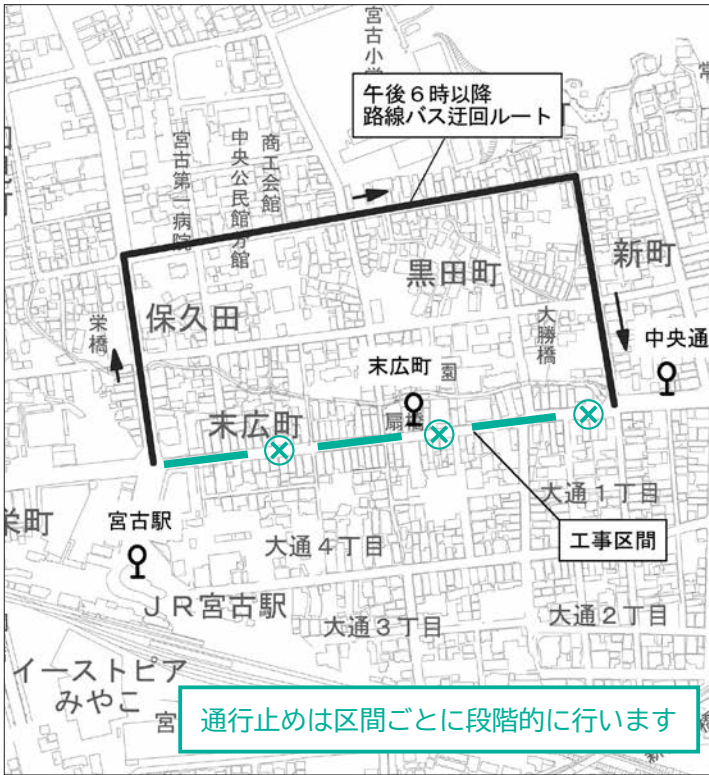 宮古小学
午後6時以降
路線バス迂回ルート
宮古第一病院
中央公民館分館
商工会館
新町
黒田町
保久田
栄橋
大勝橋
中央通
末広町
園
末広町
扇橋
大通1丁目
栄町
宮古駅
工事区間
大通4丁目
JR宮古駅
大通3丁目
大通2丁目
イーストピア
みやこ
宮
通行止めは区間ごとに段階的に行います